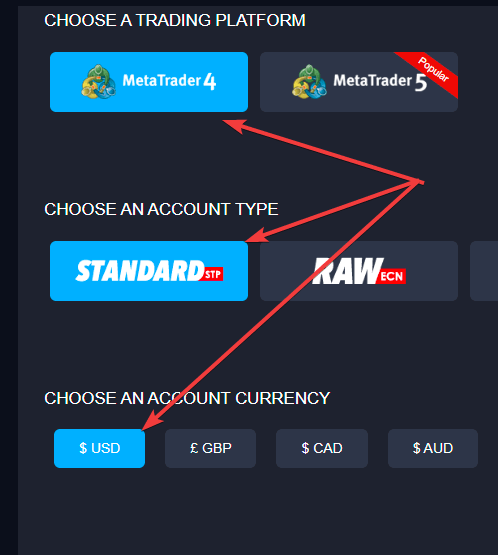 CHOOSE A TRADING PLATFORM
MetaTrader 4
MetaTrader 5
Popular
CHOOSE AN ACCOUNT TYPE
STANDARD STP
RAW ECN
CHOOSE AN ACCOUNT CURRENCY
$ USD
£ GBP
$ CAD
$ AUD